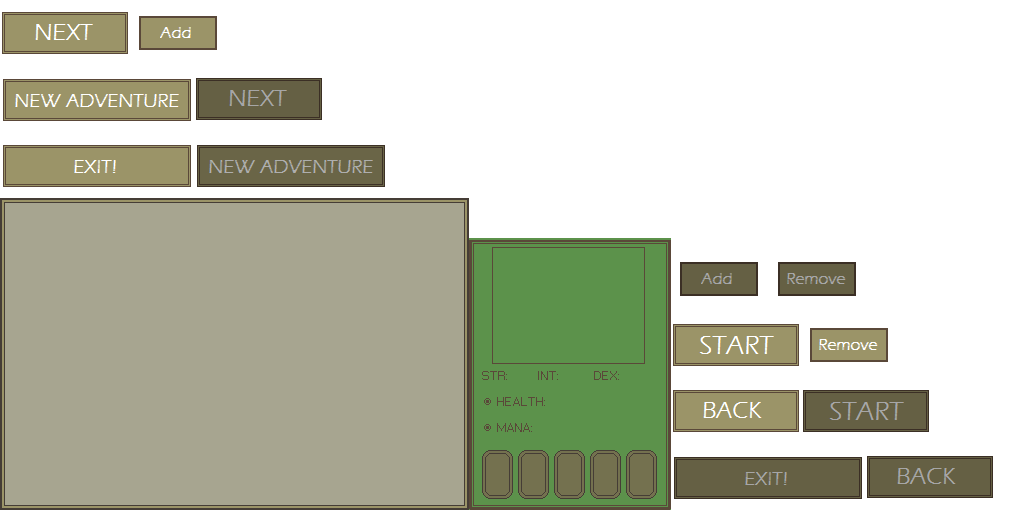 NEXT
Add
NEW ADVENTURE
NEXT
EXIT!
NEW ADVENTURE
STR: INT: DEX:
HEALTH:
MANA:
Add
Remove
START
Remove
BACK
START
EXIT!
BACK